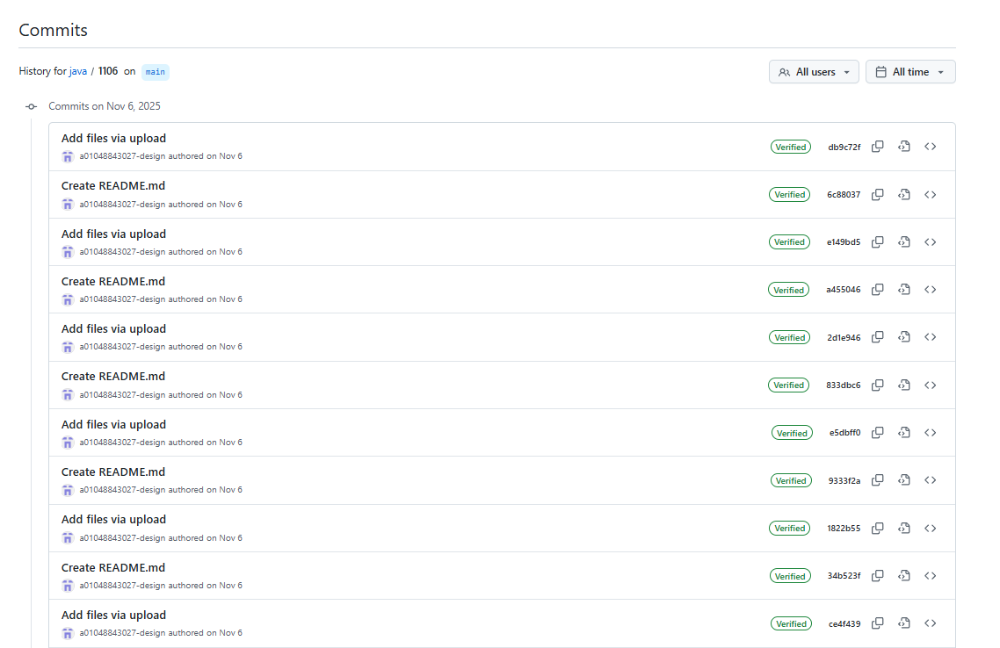 Commits
History for java / 1106 on main
All users
All time
Commits on Nov 6, 2025
Add files via upload
a01048843027-design authored on Nov 6
Verified
db9c72f
Create README.md
a01048843027-design authored on Nov 6
Verified
6c88037
Add files via upload
a01048843027-design authored on Nov 6
Verified
e149bd5
Create README.md
a01048843027-design authored on Nov 6
Verified
a455046
Add files via upload
a01048843027-design authored on Nov 6
Verified
2d1e946
Create README.md
a01048843027-design authored on Nov 6
Verified
833dbc6
Add files via upload
a01048843027-design authored on Nov 6
Verified
e5dbff0
Create README.md
a01048843027-design authored on Nov 6
Verified
9333f2a
Add files via upload
a01048843027-design authored on Nov 6
Verified
1822b55
Create README.md
a01048843027-design authored on Nov 6
Verified
34b523f
Add files via upload
a01048843027-design authored on Nov 6
Verified
ce4f439